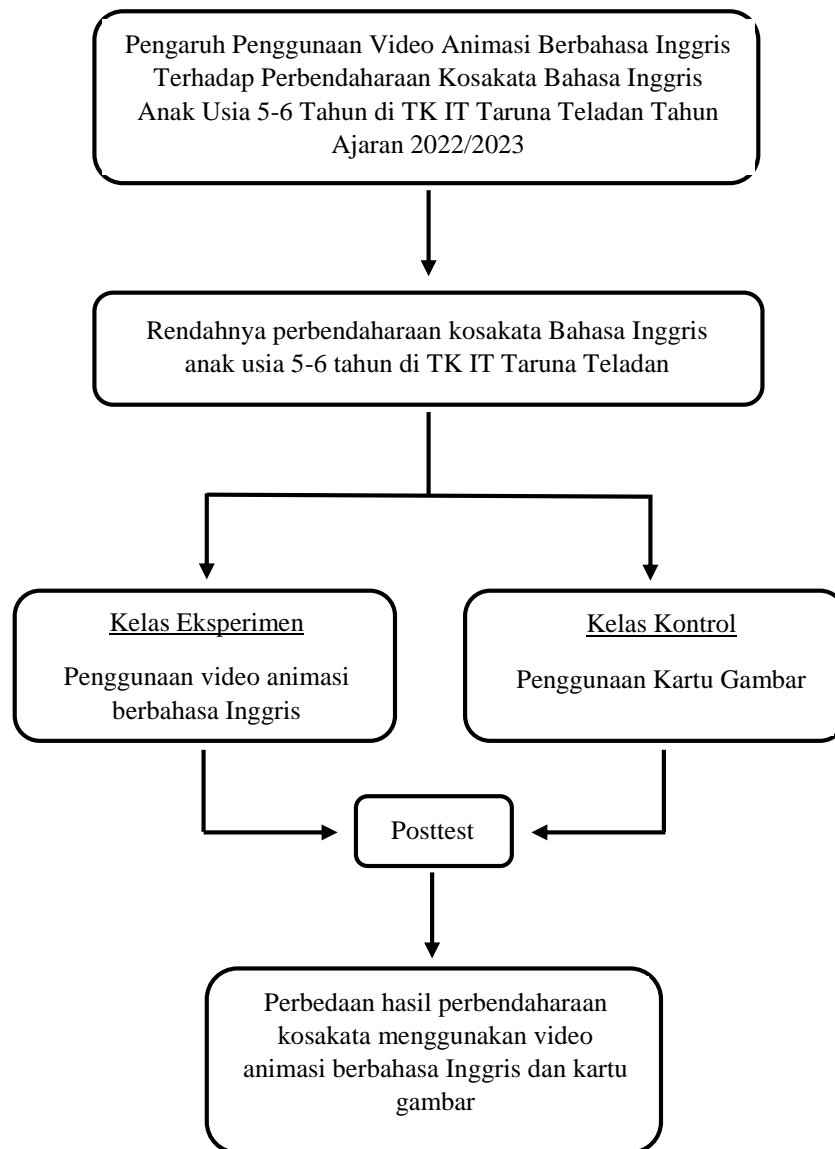 Pengaruh Penggunaan Video Animasi Berbahasa Inggris
Terhadap Perbendaharaan Kosakata Bahasa Inggris
Anak Usia 5-6 Tahun di TK IT Taruna Teladan Tahun
Ajaran 2022/2023
Rendahnya perbendaharaan kosakata Bahasa Inggris
anak usia 5-6 tahun di TK IT Taruna Teladan
Kelas Eksperimen
Penggunaan video animasi
berbahasa Inggris
Kelas Kontrol
Penggunaan Kartu Gambar
Posttest
Perbedaan hasil perbendaharaan
kosakata menggunakan video
animasi berbahasa Inggris dan kartu
gambar